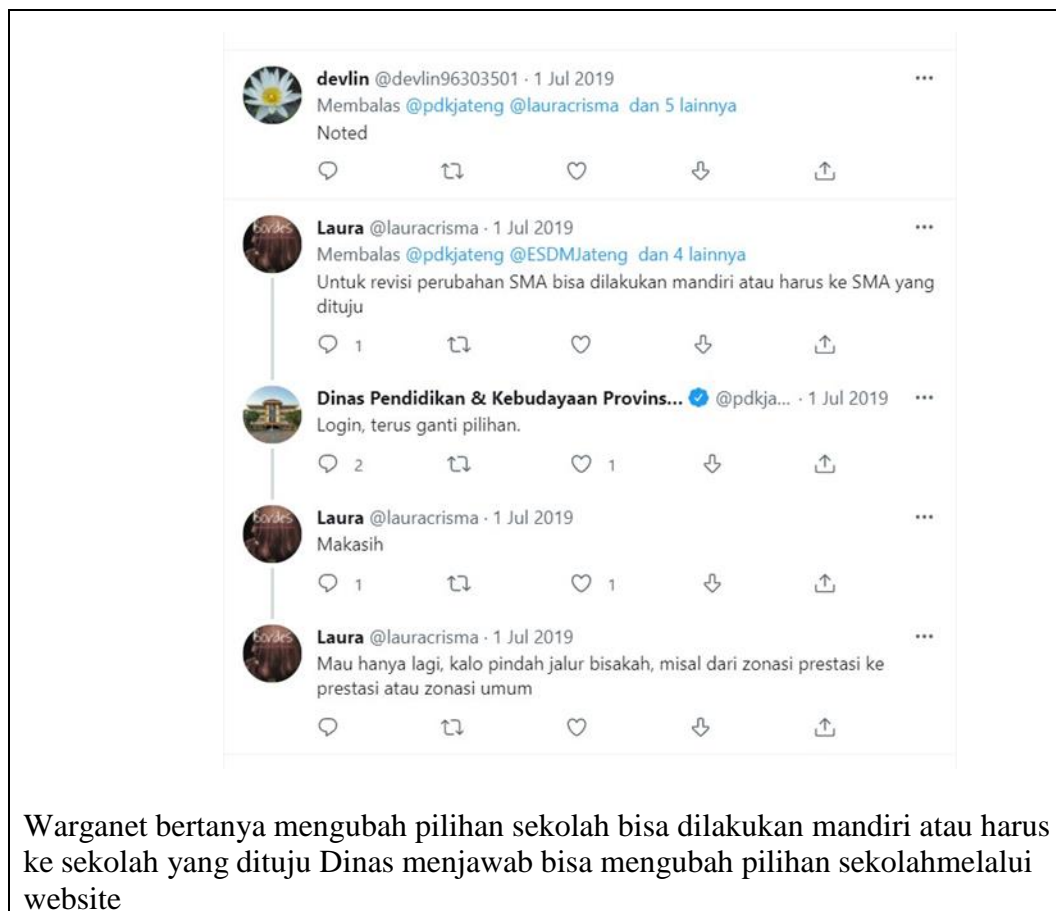 devlin @devlin96303501 · 1 Jul 2019
Membalas @pdkjateng @lauracrisma dan 5 lainnya
Noted
Laura @lauracrisma · 1 Jul 2019
Membalas @pdkjateng @ESDMJateng dan 4 lainnya
Untuk revisi perubahan SMA bisa dilakukan mandiri atau harus ke SMA yang
dituju
1
Dinas Pendidikan & Kebudayaan Provins... @pdkja... · 1 Jul 2019
Login, terus ganti pilihan.
2 1
Laura @lauracrisma · 1 Jul 2019
Makasih
1 1
Laura @lauracrisma · 1 Jul 2019
Mau hanya lagi, kalo pindah jalur bisakah, misal dari zonasi prestasi ke
prestasi atau zonasi umum
Warganet bertanya mengubah pilihan sekolah bisa dilakukan mandiri atau harus
ke sekolah yang dituju Dinas menjawab bisa mengubah pilihan sekolahmelalui
website